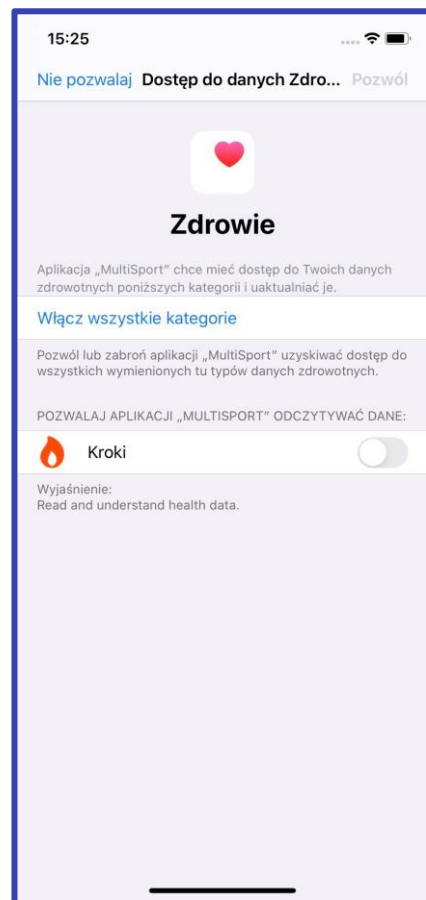 15:25
Nie pozwalaj Dostęp do danych Zdro... Pozwól
Zdrowie
Aplikacja „MultiSport” chce mieć dostęp do Twoich danych
zdrowotnych poniższych kategorii i uaktualniać je.
Włącz wszystkie kategorie
Pozwól lub zabroń aplikacji „MultiSport” uzyskiwać dostęp do
wszystkich wymienionych tu typów danych zdrowotnych.
POZWALAJ APLIKACJI „MULTISPORT” ODCZYTYWAĆ DANE:
Kroki
Wyjaśnienie:
Read and understand health data.